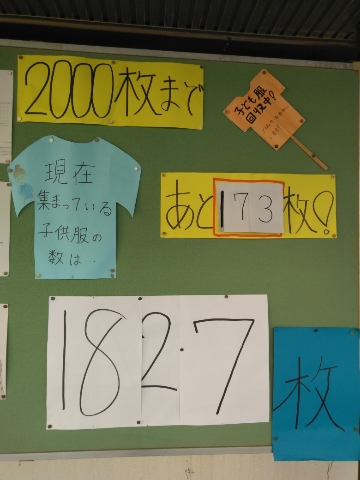 2000枚まで
子ども服
回収中!
現在
集まっている
子供服の
数は…
あと173枚!
1827
枚